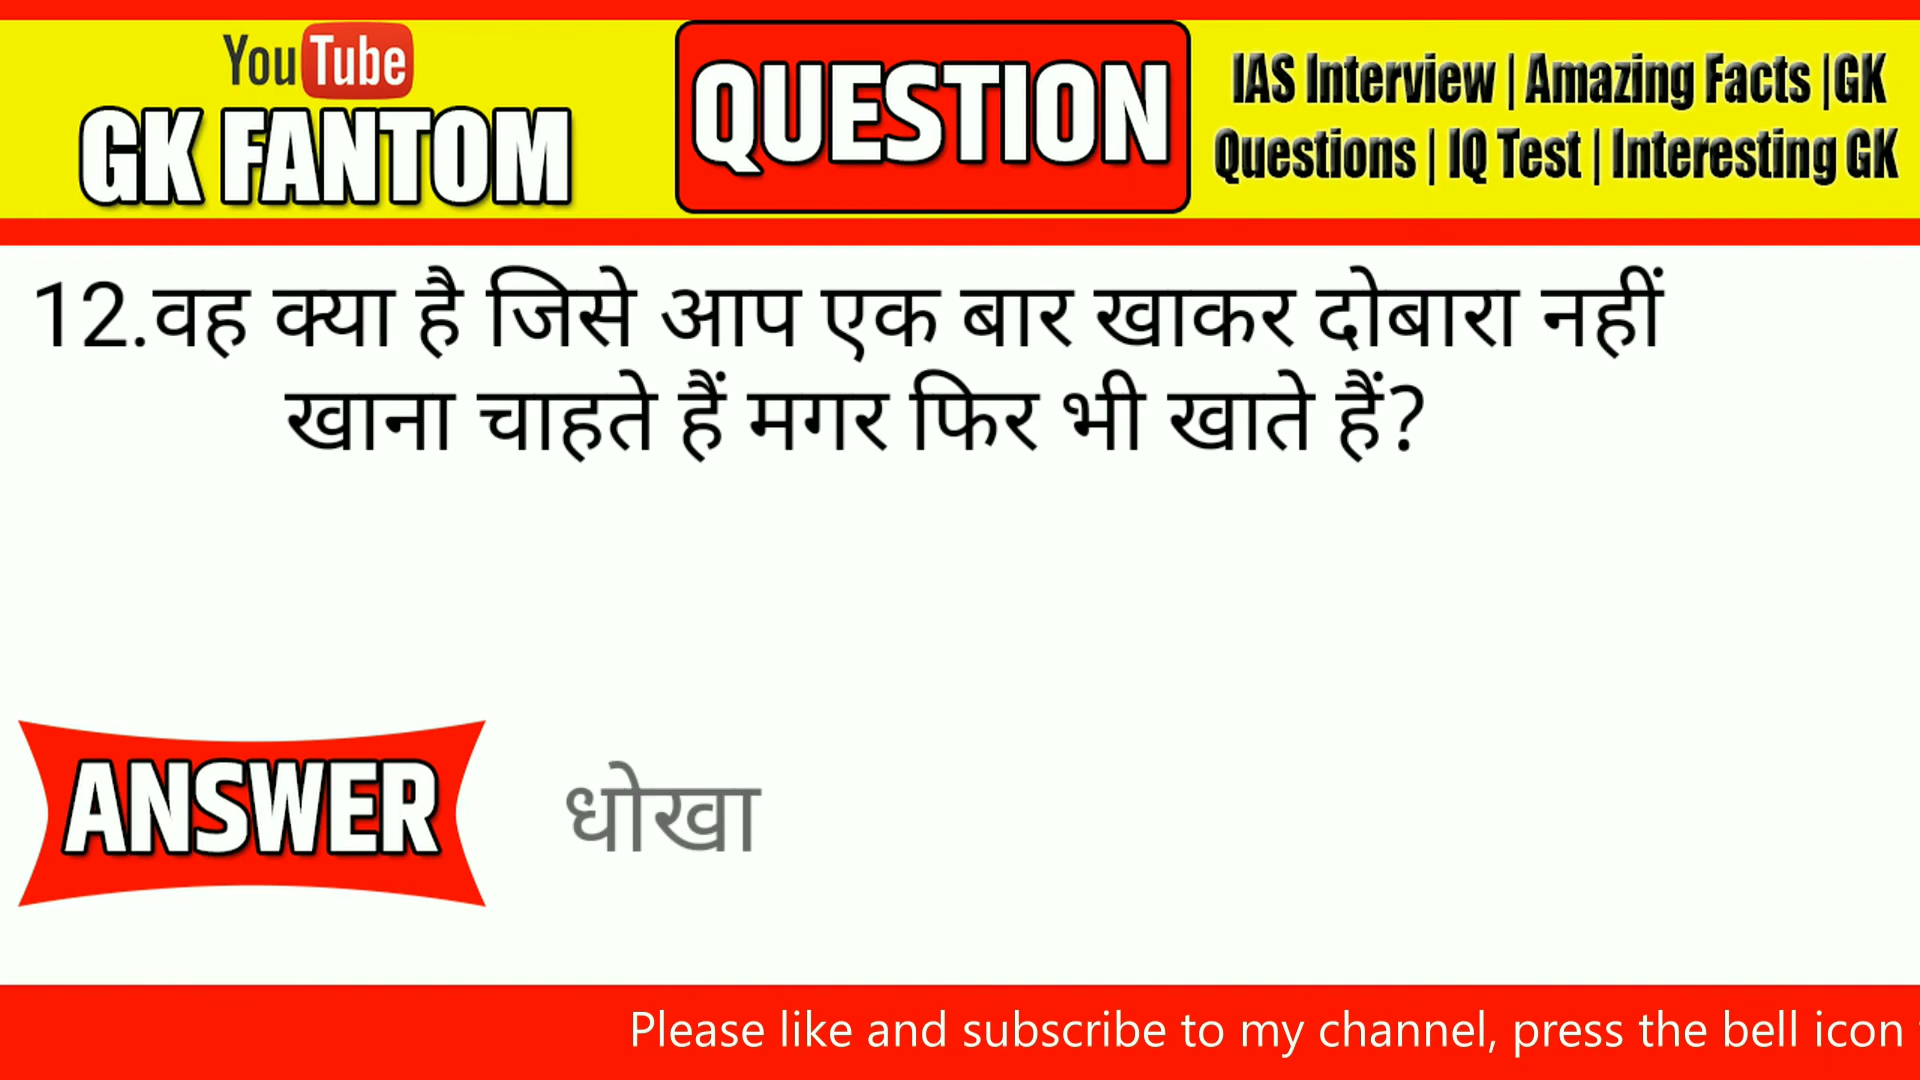 YouTube
GK FANTOM
QUESTION
IAS Interview | Amazing Facts |GK
Questions | IQ Test | Interesting GK
12.वह क्या है जिसे आप एक बार खाकर दोबारा नहीं
खाना चाहते हैं मगर फिर भी खाते हैं?
ANSWER
धोखा
Please like and subscribe to my channel, press the bell icon